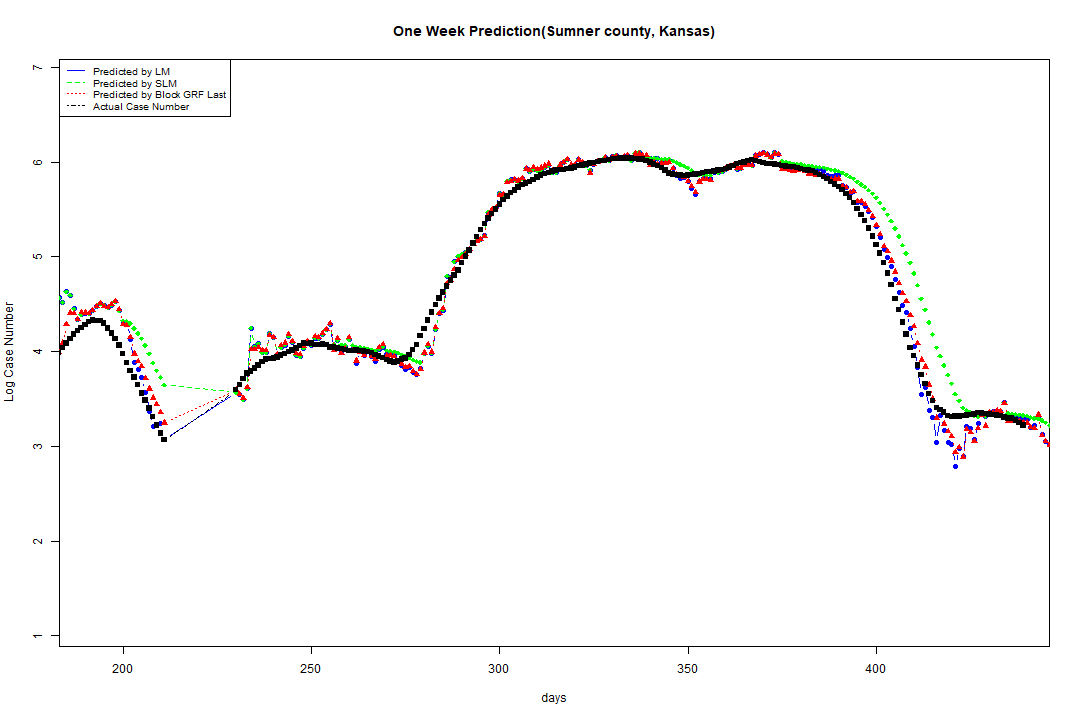 One Week Prediction(Sumner county, Kansas)
Predicted by LM
Predicted by SLM
Predicted by Block GRF Last
Actual Case Number
7
6
5
4
3
2
1
Log Case Number
200 250 300 350 400
days